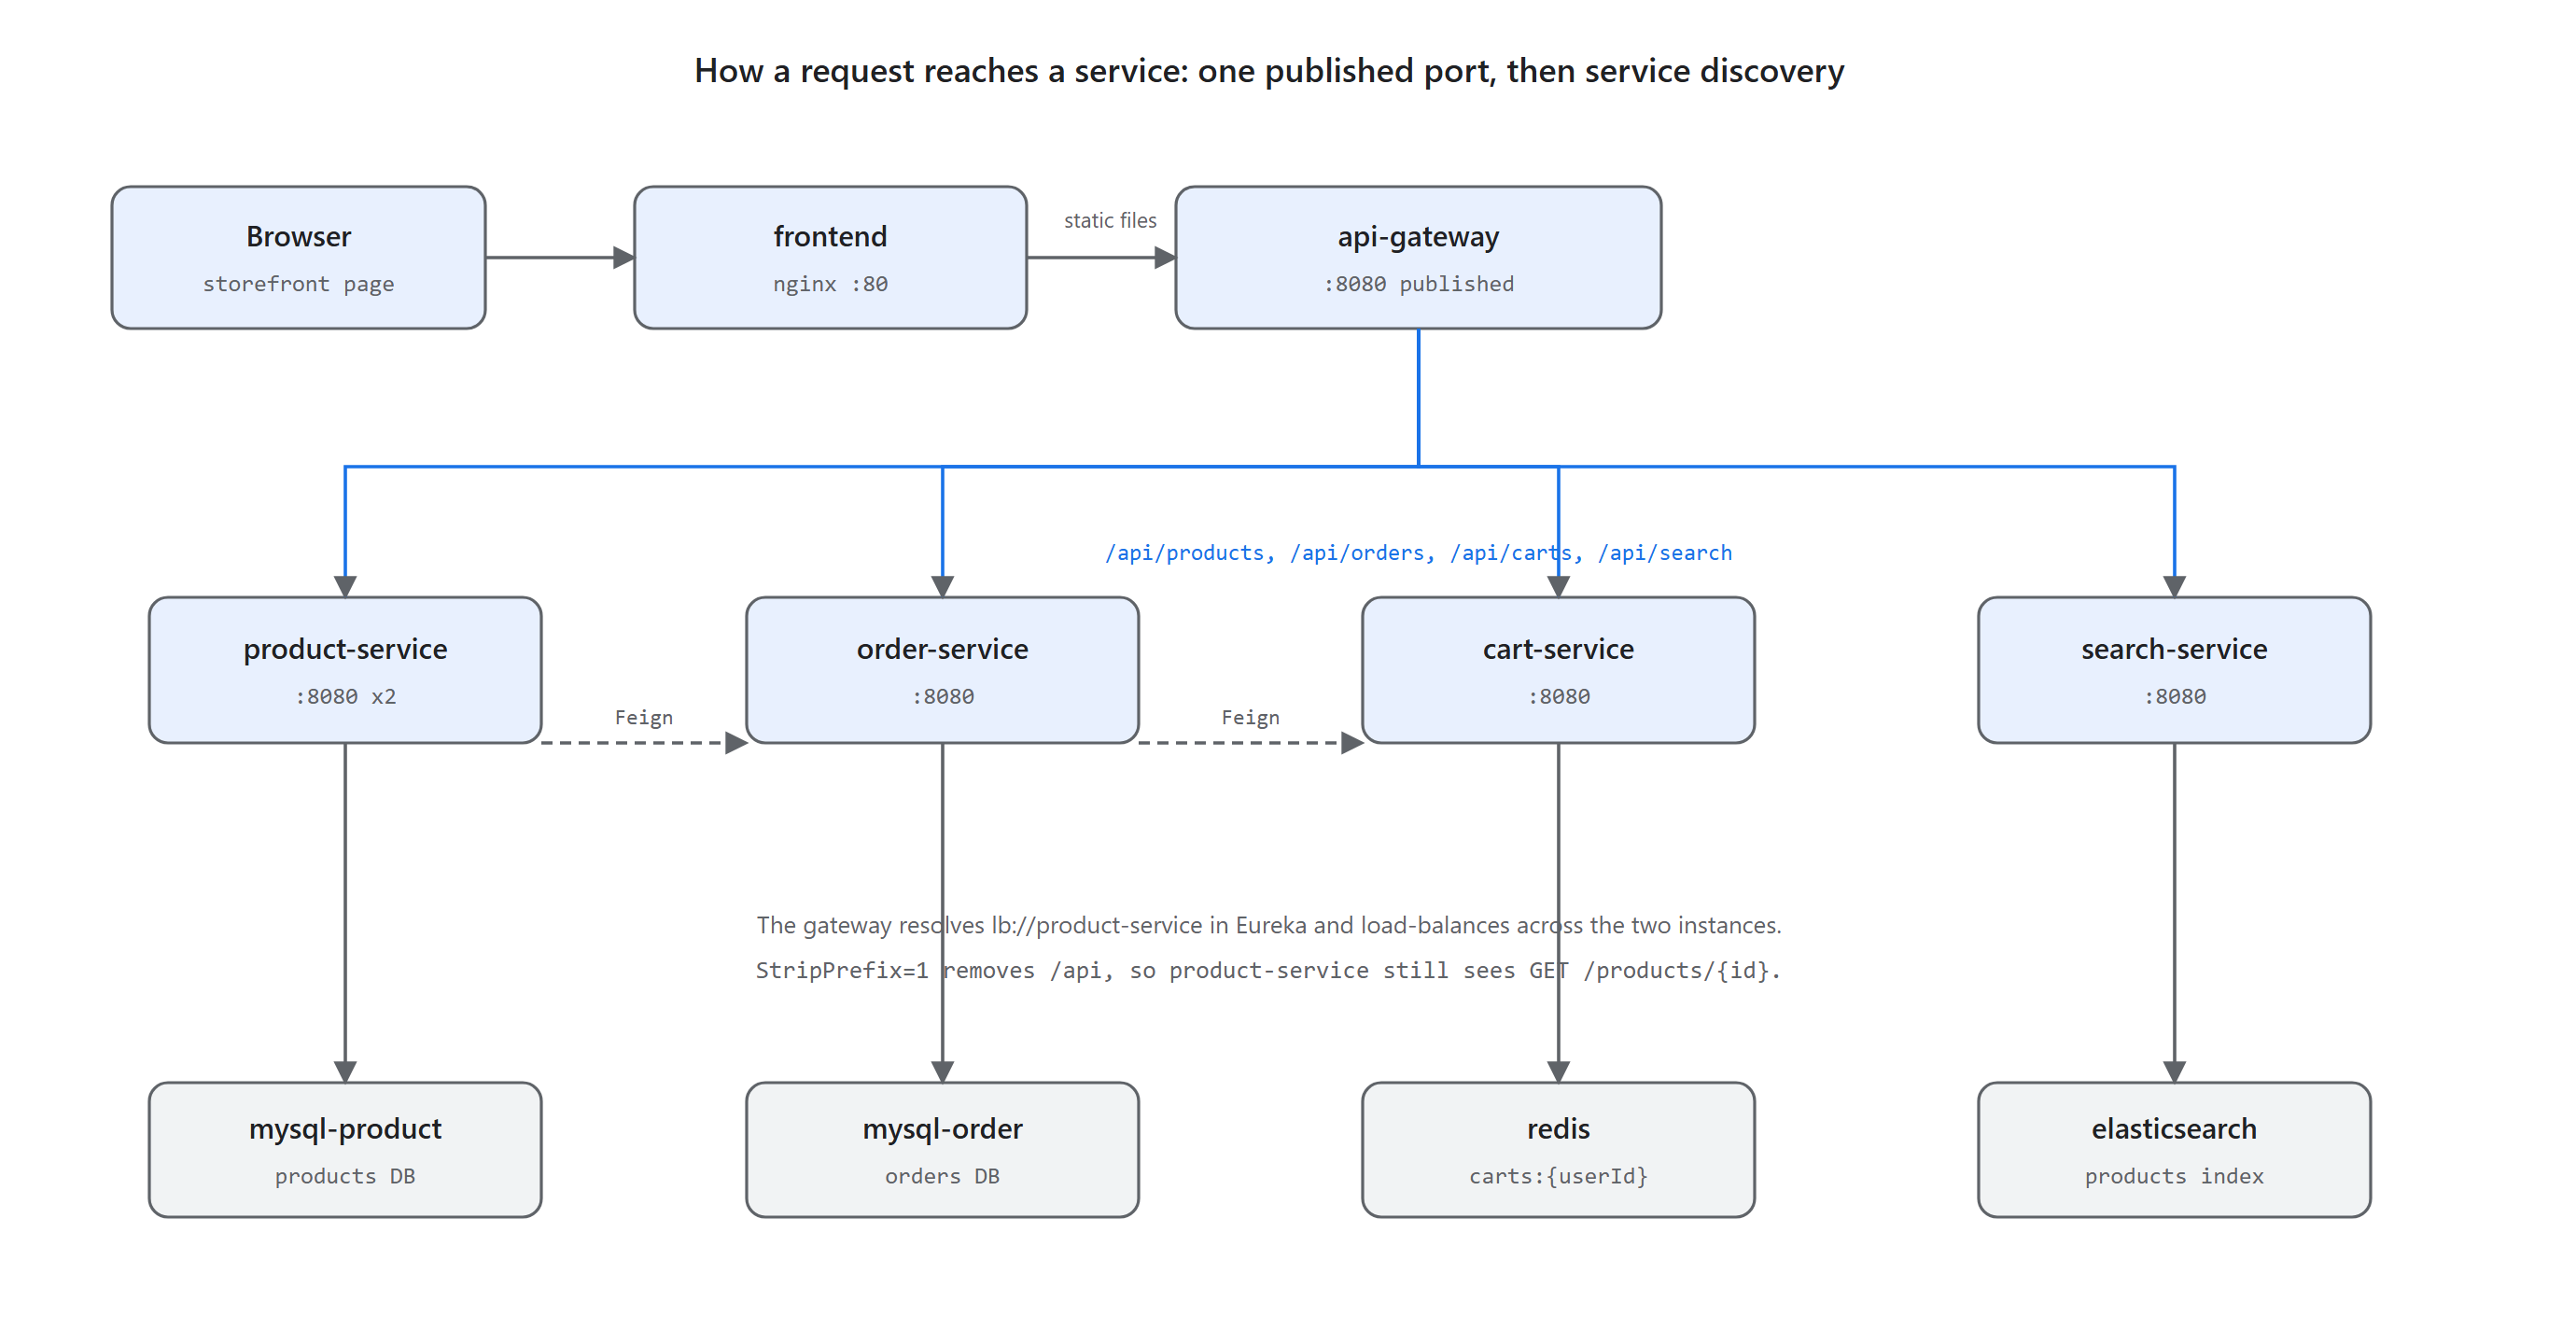 How a request reaches a service: one published port, then service discovery
Browser
storefront page
frontend
nginx :80
static files
api-gateway
:8080 published
/api/products, /api/orders, /api/carts, /api/search
product-service
:8080 x2
Feign
order-service
:8080
Feign
cart-service
:8080
search-service
:8080
The gateway resolves lb://product-service in Eureka and load-balances across the two instances.
StripPrefix=1 removes /api, so product-service still sees GET /products/{id}.
mysql-product
products DB
mysql-order
orders DB
redis
carts:{userId}
elasticsearch
products index